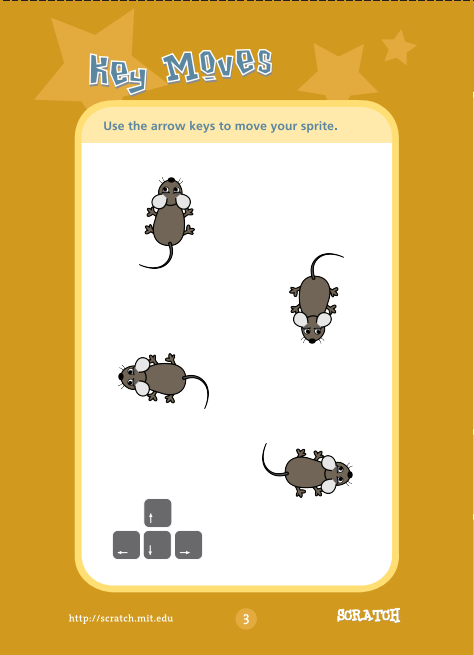 Key Moves
Use the arrow keys to move your sprite.
↑
← ↓ →
http://scratch.mit.edu
3
SCRATCH